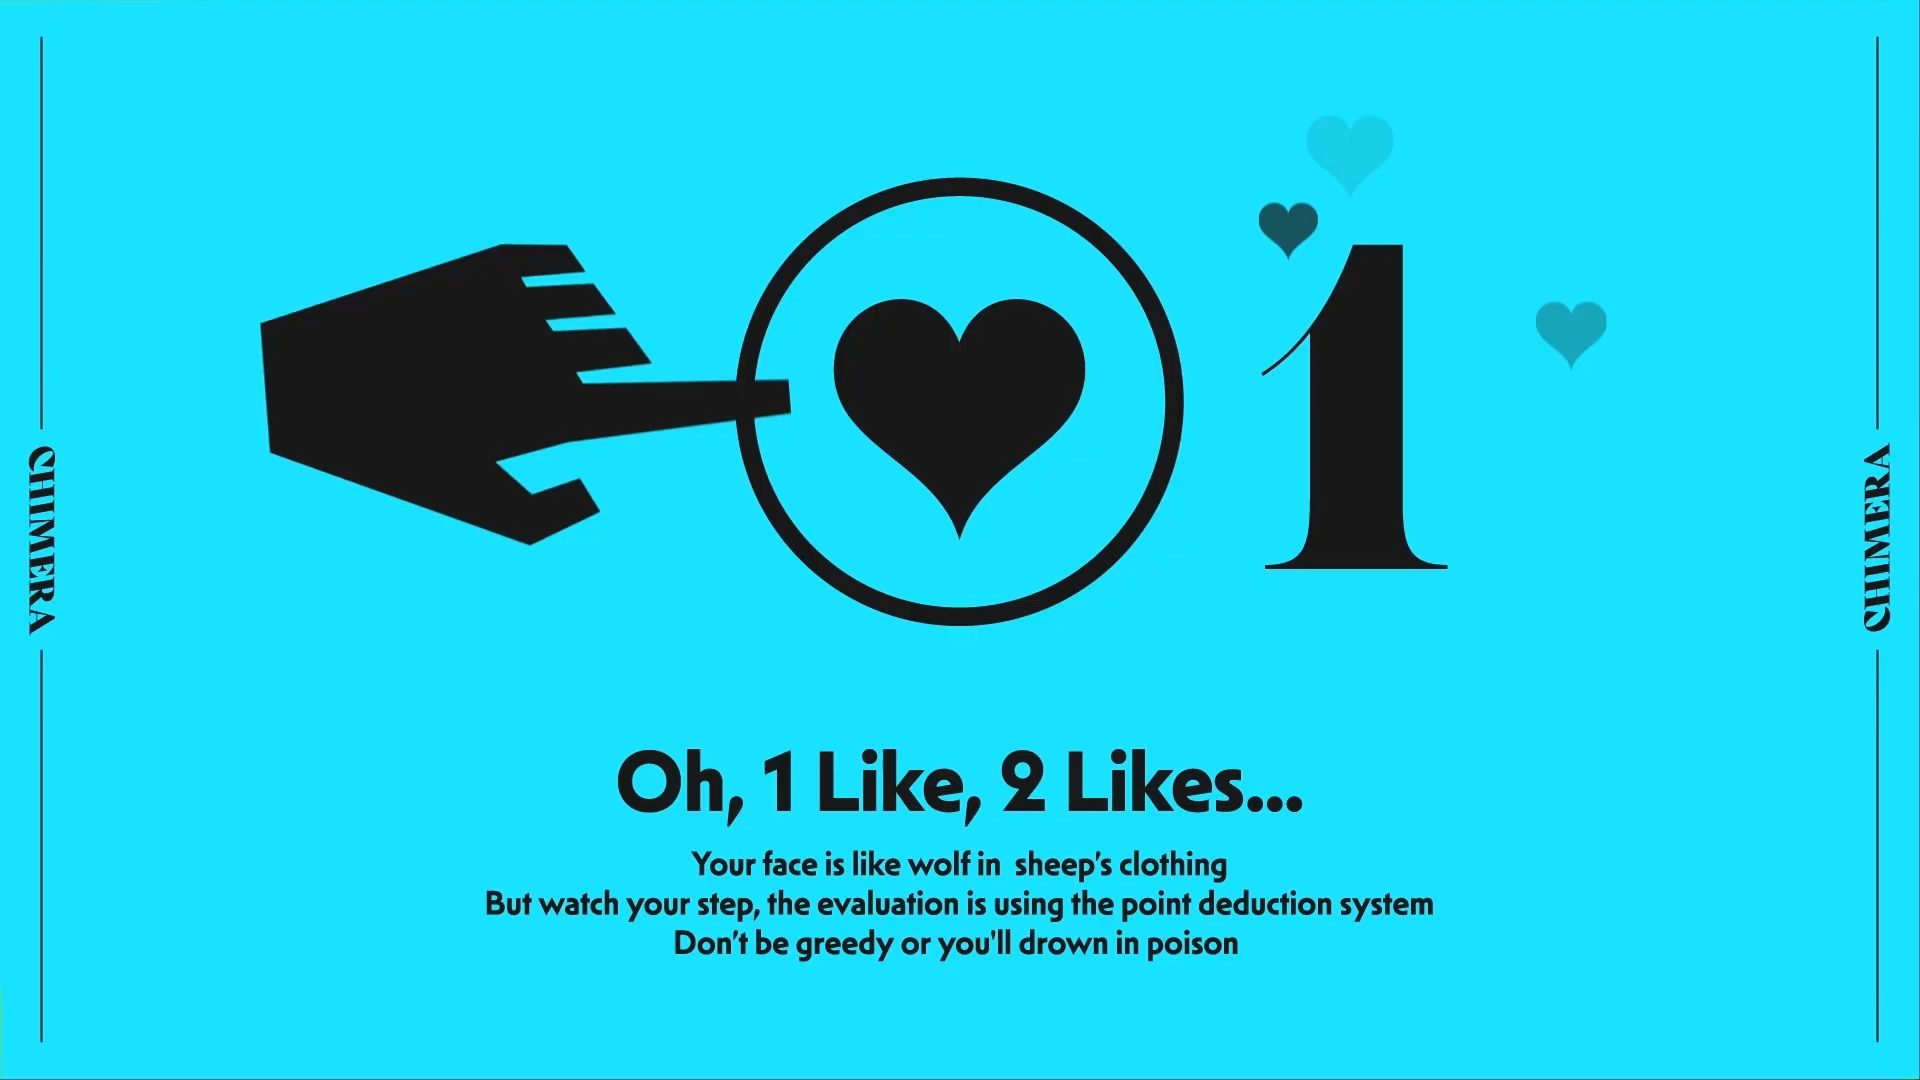 CHIMERA
1
Oh, 1 Like, 2 Likes...
Your face is like wolf in  sheep's clothing
But watch your step, the evaluation is using the point deduction system
Don't be greedy or you'll drown in poison
CHIMERA